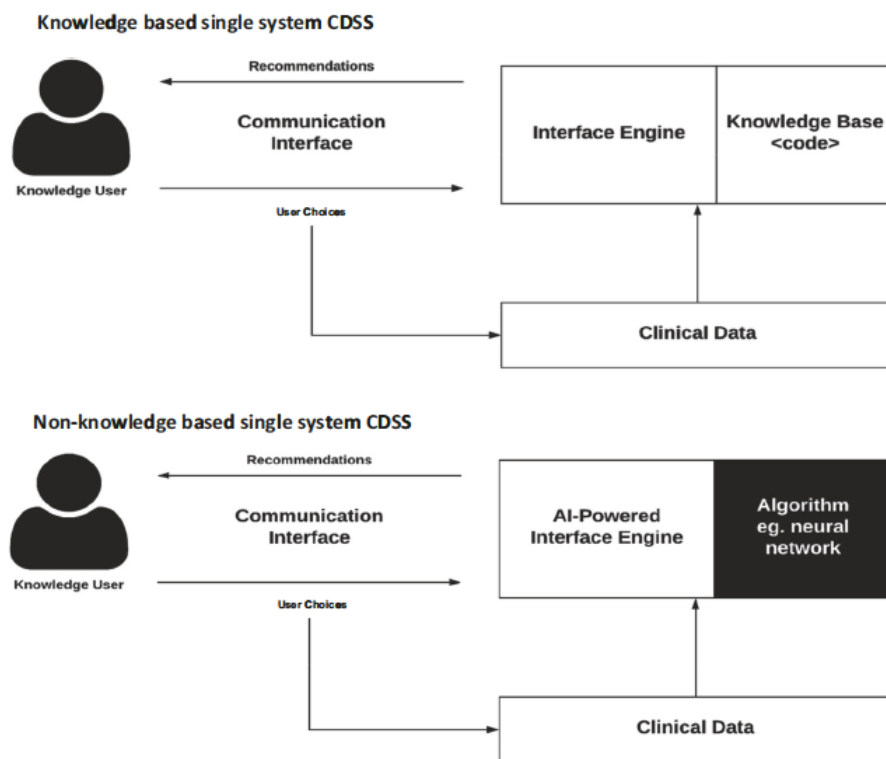 Knowledge based single system CDSS
Recommendations
Communication
Interface
Knowledge User
User Choices
Interface Engine
Knowledge Base
<code>
Clinical Data
Non-knowledge based single system CDSS
Recommendations
Communication
Interface
Knowledge User
User Choices
AI-Powered
Interface Engine
Algorithm
eg. neural
network
Clinical Data